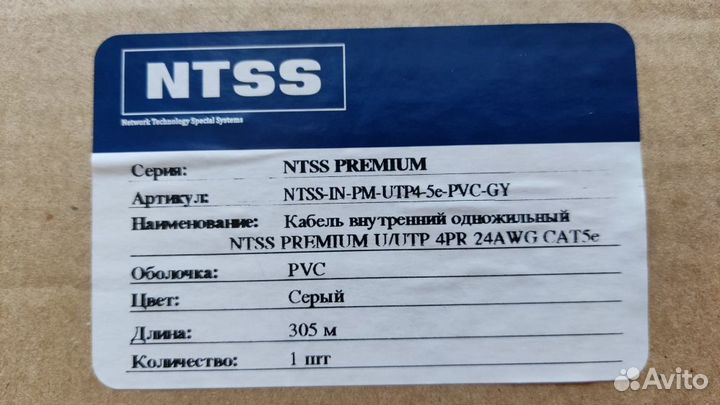 NTSS
Network Technology Special Systems
Серия: NTSS PREMIUM
Артикул: NTSS-IN-PM-UTP4-5e-PVC-GY
Наименование: Кабель внутренний одножильный
NTSS PREMIUM U/UTP 4PR 24AWG CAT5e
Оболочка: PVC
Цвет: Серый
Длина: 305 м
Количество: 1 шт
Avito